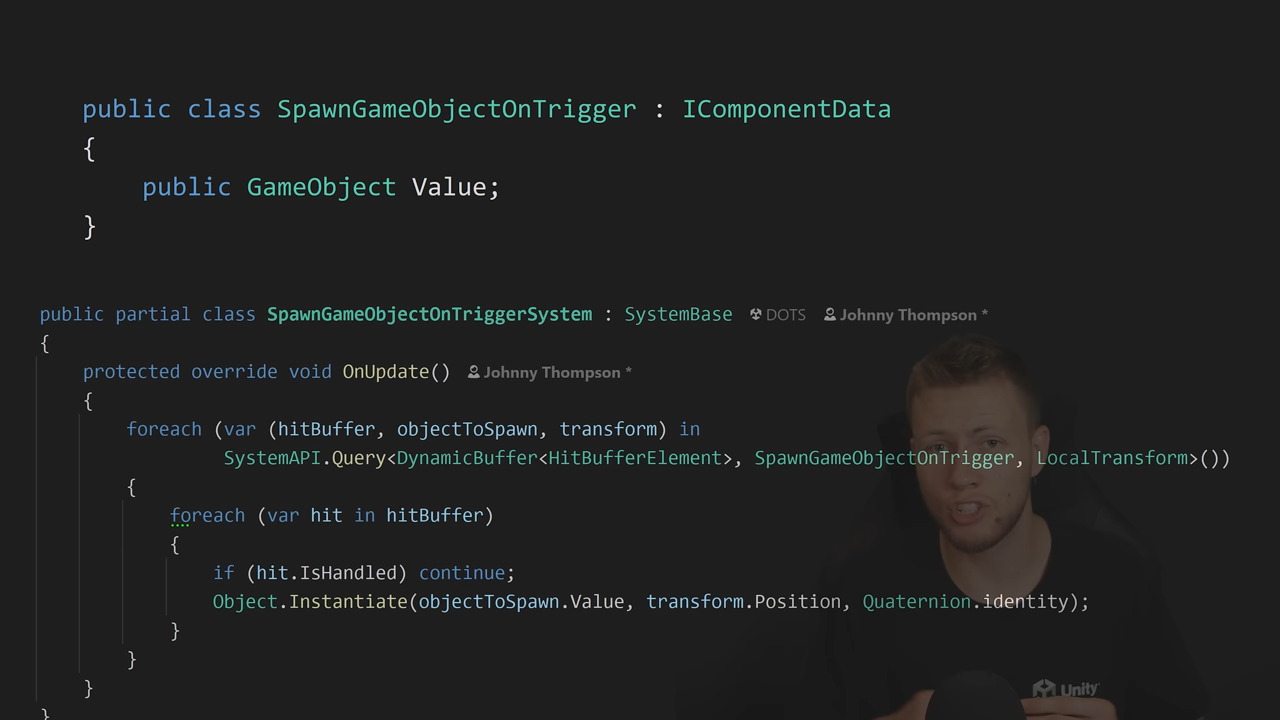 public class SpawnGameObjectOnTrigger : IComponentData
{
    public GameObject Value;
}
public partial class SpawnGameObjectOnTriggerSystem : SystemBase DOTS Johnny Thompson *
{
    protected override void OnUpdate() Johnny Thompson *
    {
        foreach (var (hitBuffer, objectToSpawn, transform) in
                 SystemAPI.Query<DynamicBuffer<HitBufferElement>, SpawnGameObjectOnTrigger, LocalTransform>())
        {
            foreach (var hit in hitBuffer)
            {
                if (hit.IsHandled) continue;
                Object.Instantiate(objectToSpawn.Value, transform.Position, Quaternion.identity);
            }
        }
    }
}
Unity